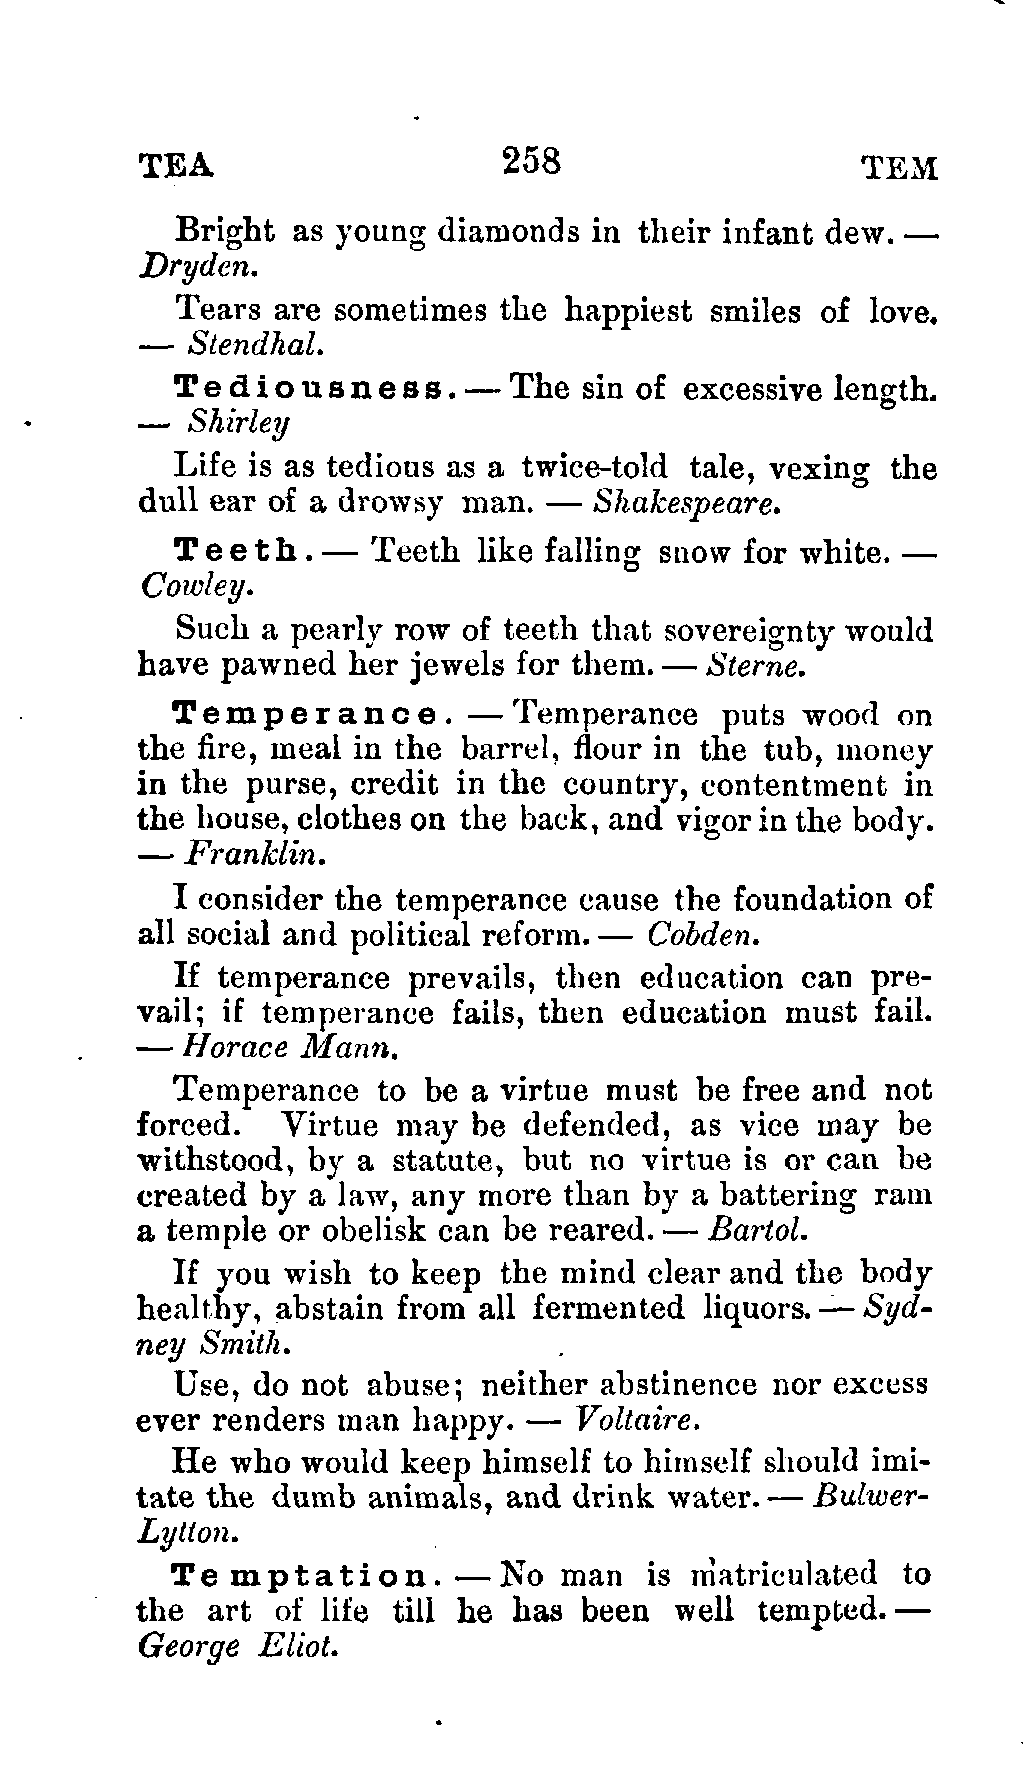 TEA 258 TEM
Bright as young diamonds in their infant dew. —
Dryden.
Tears are sometimes the happiest smiles of love.
— Stendhal.
Tediousness. — The sin of excessive length.
— Shirley
Life is as tedious as a twice-told tale, vexing the
dull ear of a drowsy man. — Shakespeare.
Teeth. — Teeth like falling snow for white. —
Cowley.
Such a pearly row of teeth that sovereignty would
have pawned her jewels for them. — Sterne.
Temperance. — Temperance puts wood on
the fire, meal in the barrel, flour in the tub, money
in the purse, credit in the country, contentment in
the house, clothes on the back, and vigor in the body.
— Franklin.
I consider the temperance cause the foundation of
all social and political reform. — Cobden.
If temperance prevails, then education can pre-
vail; if temperance fails, then education must fail.
— Horace Mann.
Temperance to be a virtue must be free and not
forced. Virtue may be defended, as vice may be
withstood, by a statute, but no virtue is or can be
created by a law, any more than by a battering ram
a temple or obelisk can be reared. — Bartol.
If you wish to keep the mind clear and the body
healthy, abstain from all fermented liquors. — Syd-
ney Smith.
Use, do not abuse; neither abstinence nor excess
ever renders man happy. — Voltaire.
He who would keep himself to himself should imi-
tate the dumb animals, and drink water. — Bulwer-
Lytton.
Temptation. — No man is matriculated to
the art of life till he has been well tempted. —
George Eliot.